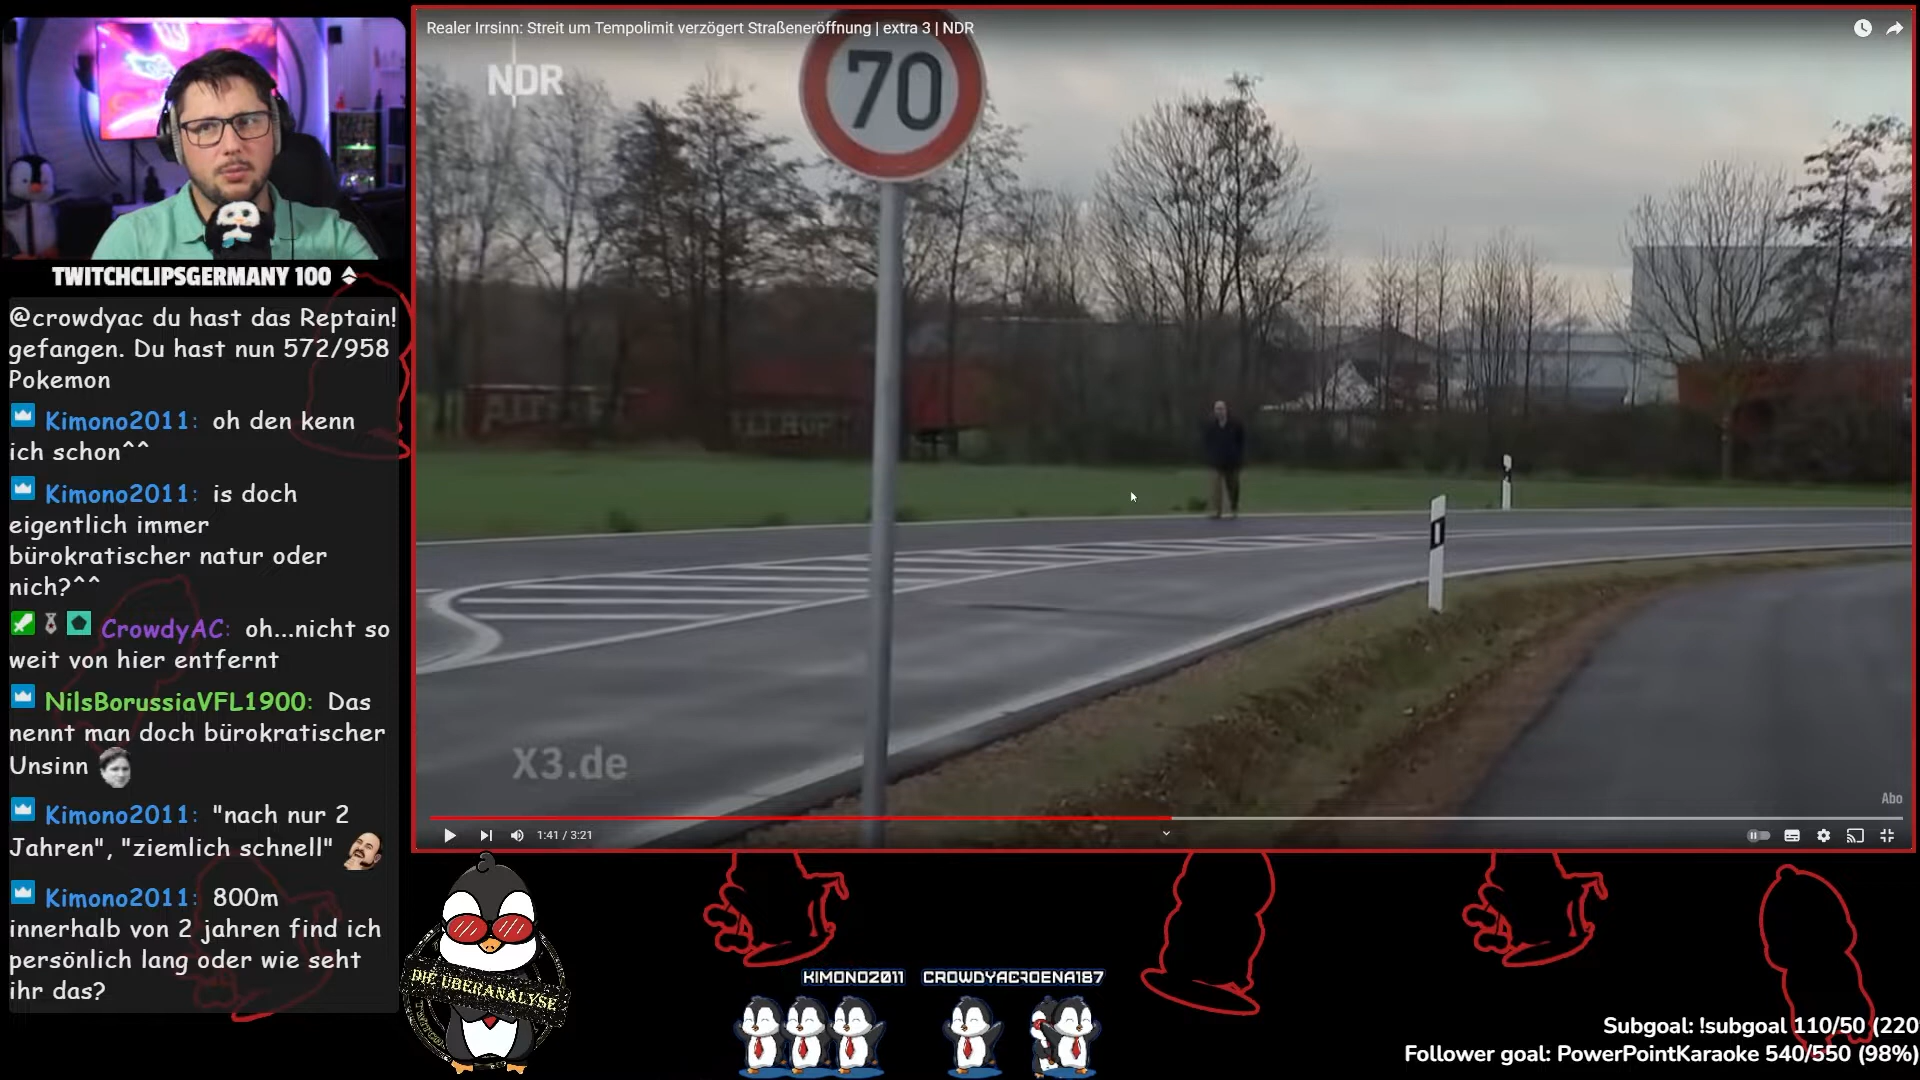 Realer Irrsinn: Streit um Tempolimit verzögert Straßeneröffnung | extra 3 | NDR
NDR
70
TWITCHCLIPSGERMANY 100
@crowdyac du hast das Reptain!
gefangen. Du hast nun 572/958
Pokemon
Kimono2011: oh den kenn
ich schon^^
Kimono2011: is doch
eigentlich immer
bürokratischer natur oder
nich?^^
CrowdyAC: oh...nicht so
weit von hier entfernt
NilsBorussiaVFL1900: Das
nennt man doch bürokratischer
Unsinn
Kimono2011: "nach nur 2
Jahren", "ziemlich schnell"
Kimono2011: 800m
innerhalb von 2 jahren find ich
persönlich lang oder wie seht
ihr das?
X3.de
Abo
1:41 / 3:21
DIE ÜBERANALYSE
TWITCH
KIMONO2011
Subgoal: !subgoal 110/50 (220
Follower goal: PowerPointKaraoke 540/550 (98%)